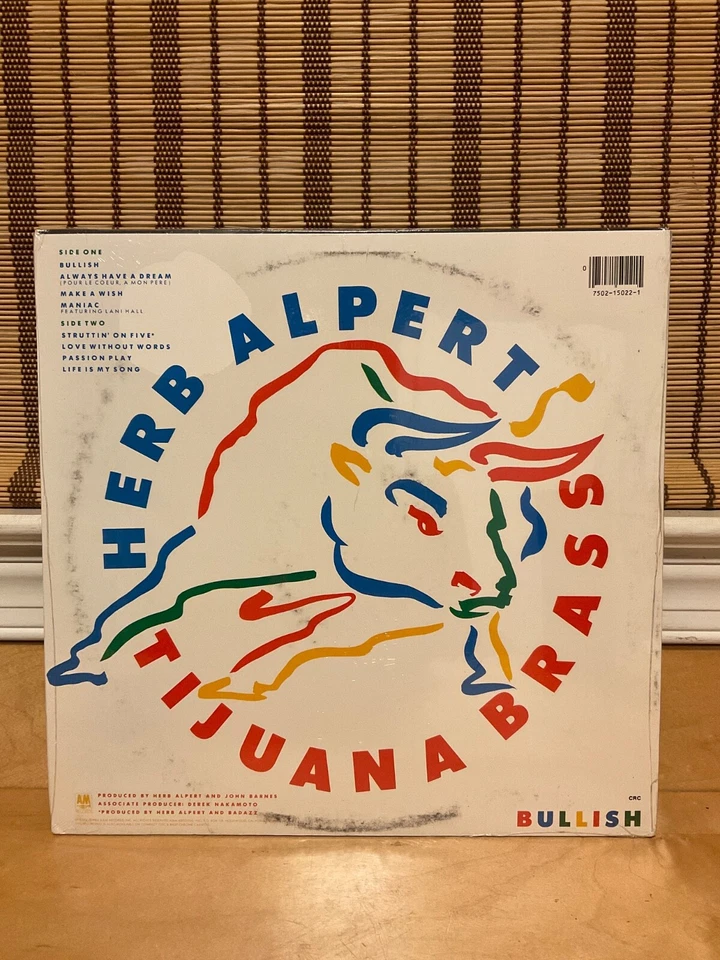 SIDE ONE
BULLISH
ALWAYS HAVE A DREAM
(POUR LE COEUR, A MON PERE)
MAKE A WISH
MANIAC
FEATURING LANI HALL
SIDE TWO
STRUTTIN' ON FIVE*
LOVE WITHOUT WORDS
PASSION PLAY
LIFE IS MY SONG
0
7502-15022-1
HERB ALPERT
TIJUANA BRASS
AM
PRODUCED BY HERB ALPERT AND JOHN BARNES
ASSOCIATE PRODUCER: DEREK NAKAMOTO
*PRODUCED BY HERB ALPERT AND BADAZZ
CRC
BULLISH